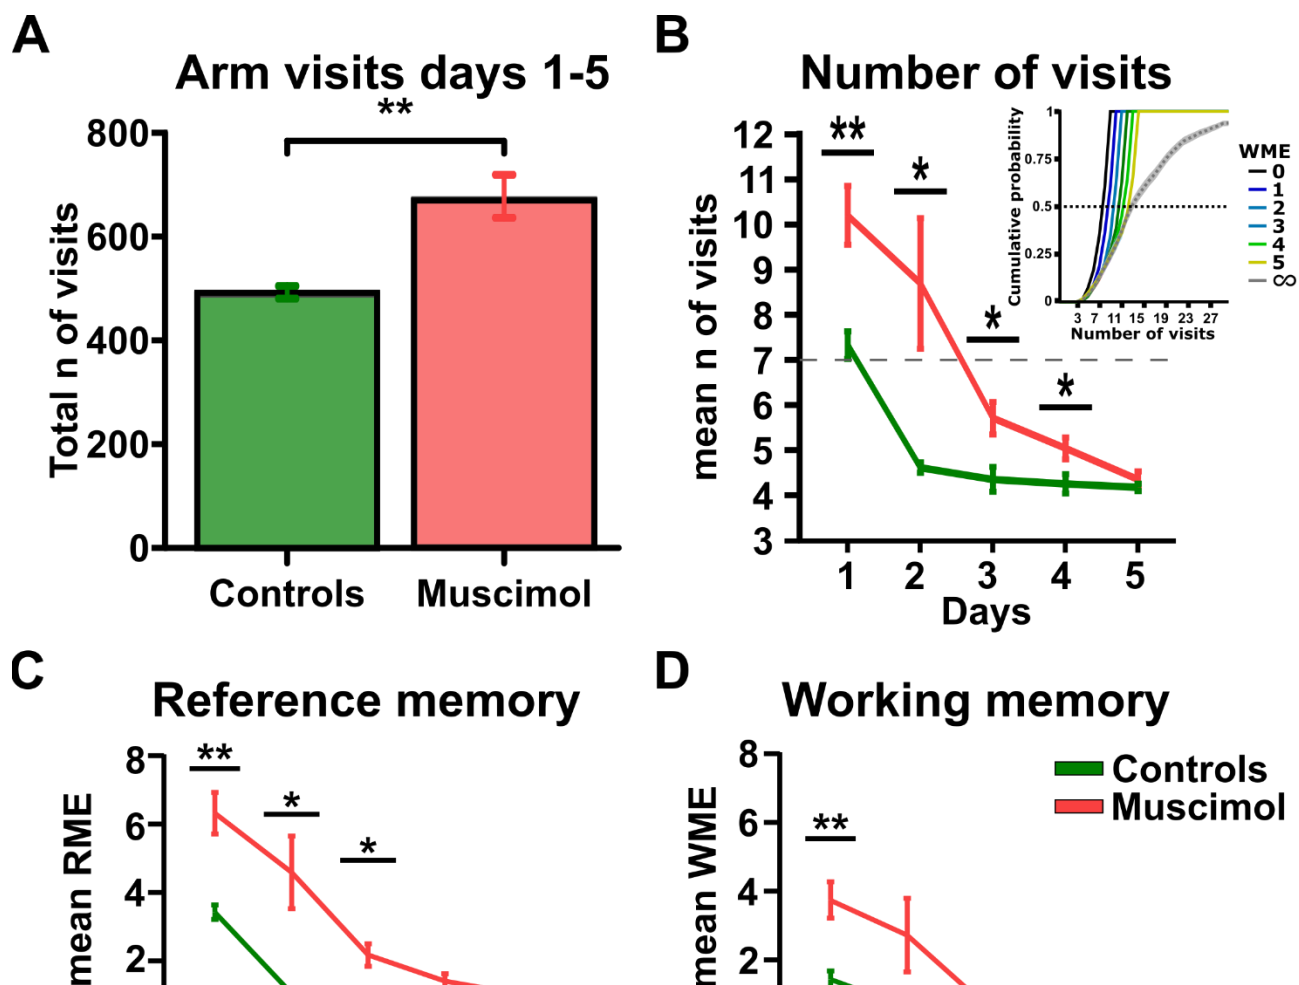 A
Arm visits days 1-5
**
800
600
400
200
0
Total n of visits
Controls
Muscimol
B
Number of visits
12
11
10
9
8
7
6
5
4
3
mean n of visits
**
*
*
*
1 2 3 4 5
Days
1
0.75
0.5
0.25
0
Cumulative probability
3 7 11 15 19 23 27
Number of visits
WME
0
1
2
3
4
5
∞
C
Reference memory
8
6
4
2
mean RME
**
*
*
D
Working memory
8
6
4
2
mean WME
**
Controls
Muscimol